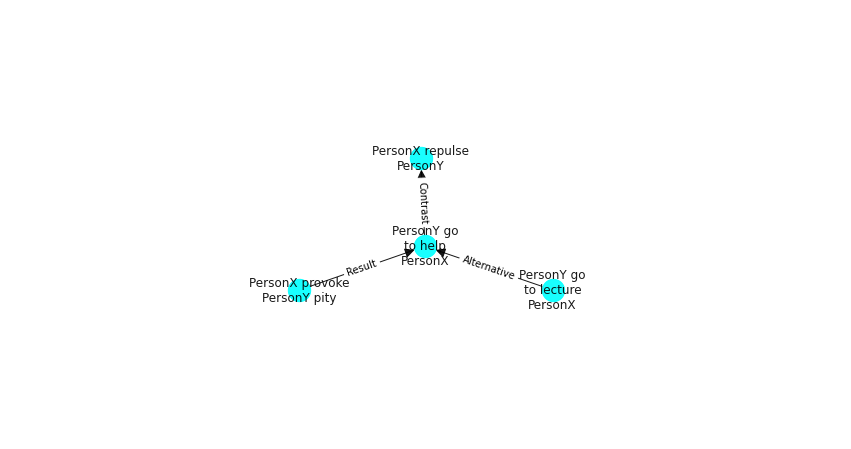 PersonX repulse
PersonY
Contrast
PersonY go
to help
PersonX
Result
Alternative
PersonX provoke
PersonY pity
PersonY go
to lecture
PersonX